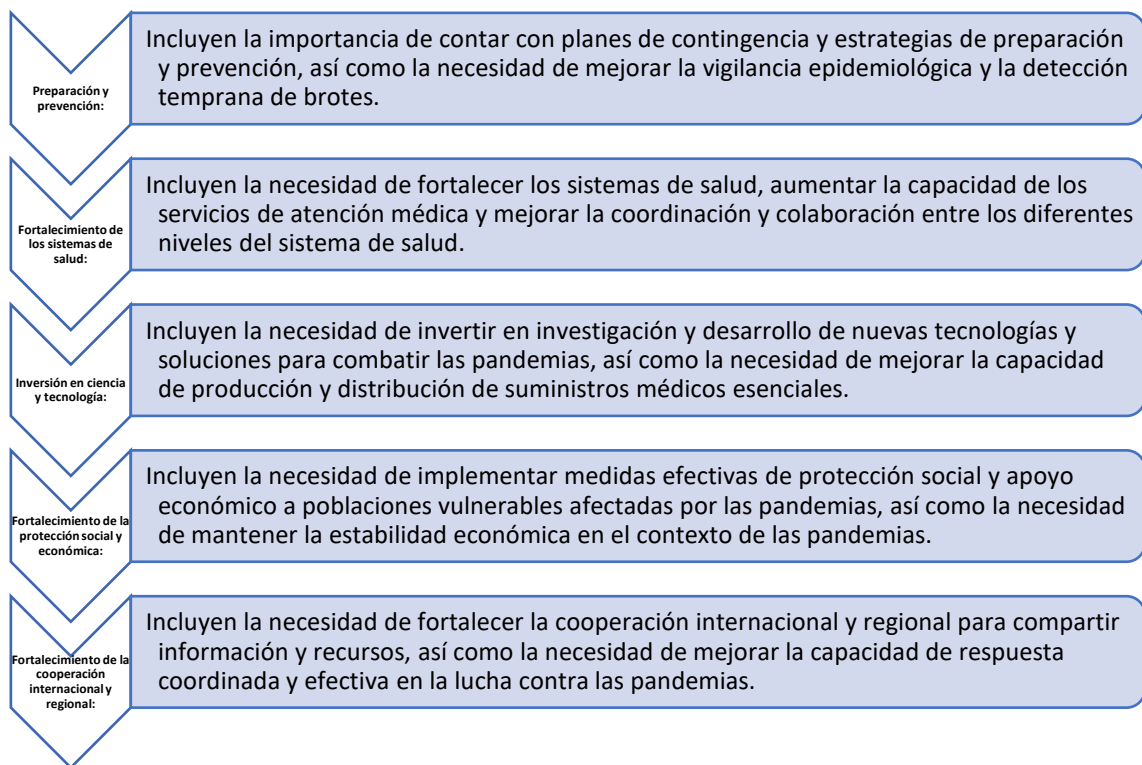 Preparación y
prevención:
Incluyen la importancia de contar con planes de contingencia y estrategias de preparación
y prevención, así como la necesidad de mejorar la vigilancia epidemiológica y la detección
temprana de brotes.
Fortalecimiento de
los sistemas de
salud:
Incluyen la necesidad de fortalecer los sistemas de salud, aumentar la capacidad de los
servicios de atención médica y mejorar la coordinación y colaboración entre los diferentes
niveles del sistema de salud.
Inversión en ciencia
y tecnología:
Incluyen la necesidad de invertir en investigación y desarrollo de nuevas tecnologías y
soluciones para combatir las pandemias, así como la necesidad de mejorar la capacidad
de producción y distribución de suministros médicos esenciales.
Fortalecimiento de la
protección social y
económica:
Incluyen la necesidad de implementar medidas efectivas de protección social y apoyo
económico a poblaciones vulnerables afectadas por las pandemias, así como la necesidad
de mantener la estabilidad económica en el contexto de las pandemias.
Fortalecimiento de la
cooperación
internacional y
regional:
Incluyen la necesidad de fortalecer la cooperación internacional y regional para compartir
información y recursos, así como la necesidad de mejorar la capacidad de respuesta
coordinada y efectiva en la lucha contra las pandemias.